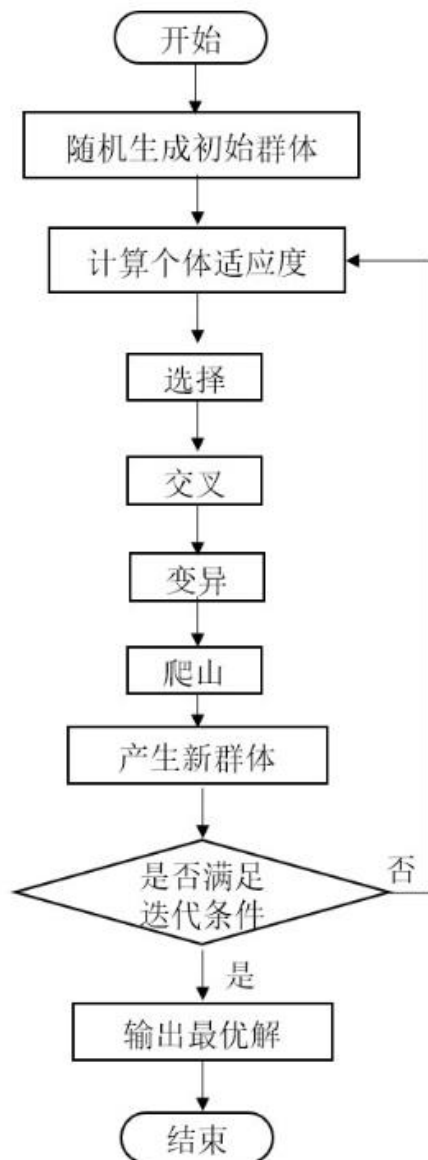 开始
随机生成初始群体
计算个体适应度
选择
交叉
变异
爬山
产生新群体
是否满足
迭代条件
否
是
输出最优解
结束